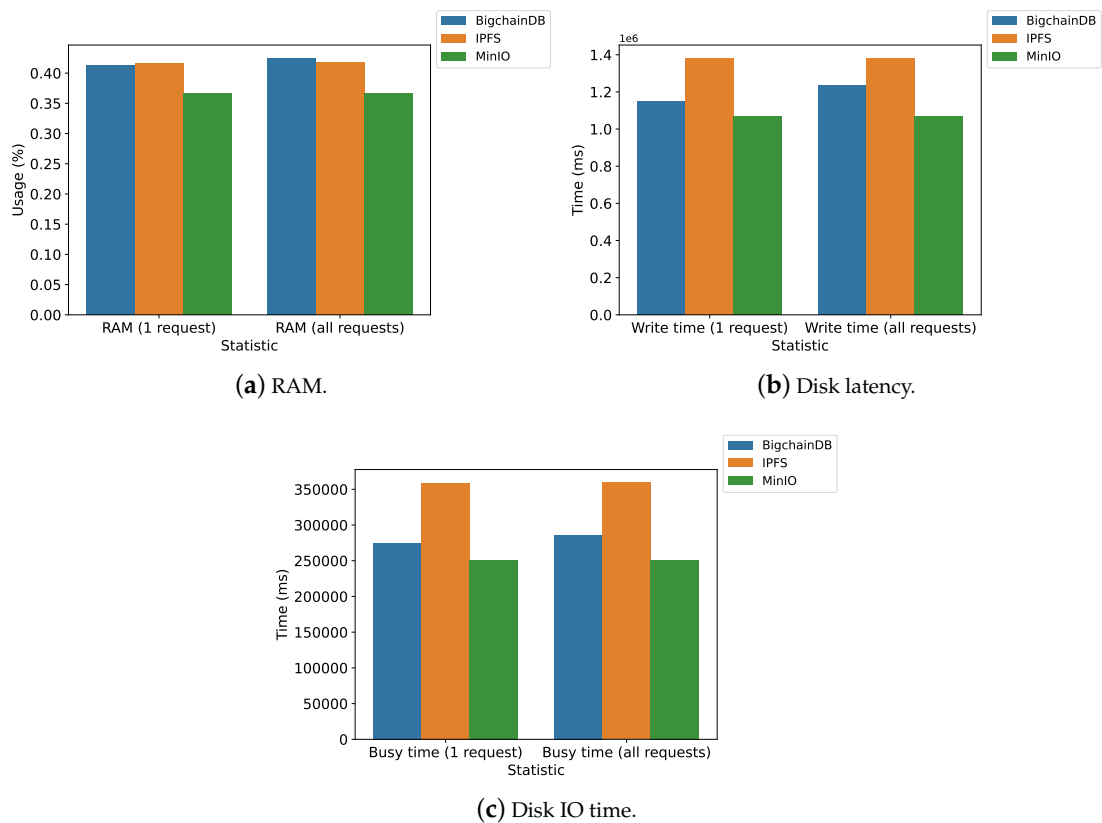 BigchainDB
IPFS
MinIO
0.40
0.35
0.30
0.25
0.20
0.15
0.10
0.05
0.00
Usage (%)
RAM (1 request) RAM (all requests)
Statistic
(a) RAM.
BigchainDB
IPFS
MinIO
1e6
1.4
1.2
1.0
0.8
0.6
0.4
0.2
0.0
Time (ms)
Write time (1 request) Write time (all requests)
Statistic
(b) Disk latency.
BigchainDB
IPFS
MinIO
350000
300000
250000
200000
150000
100000
50000
0
Time (ms)
Busy time (1 request) Busy time (all requests)
Statistic
(c) Disk IO time.